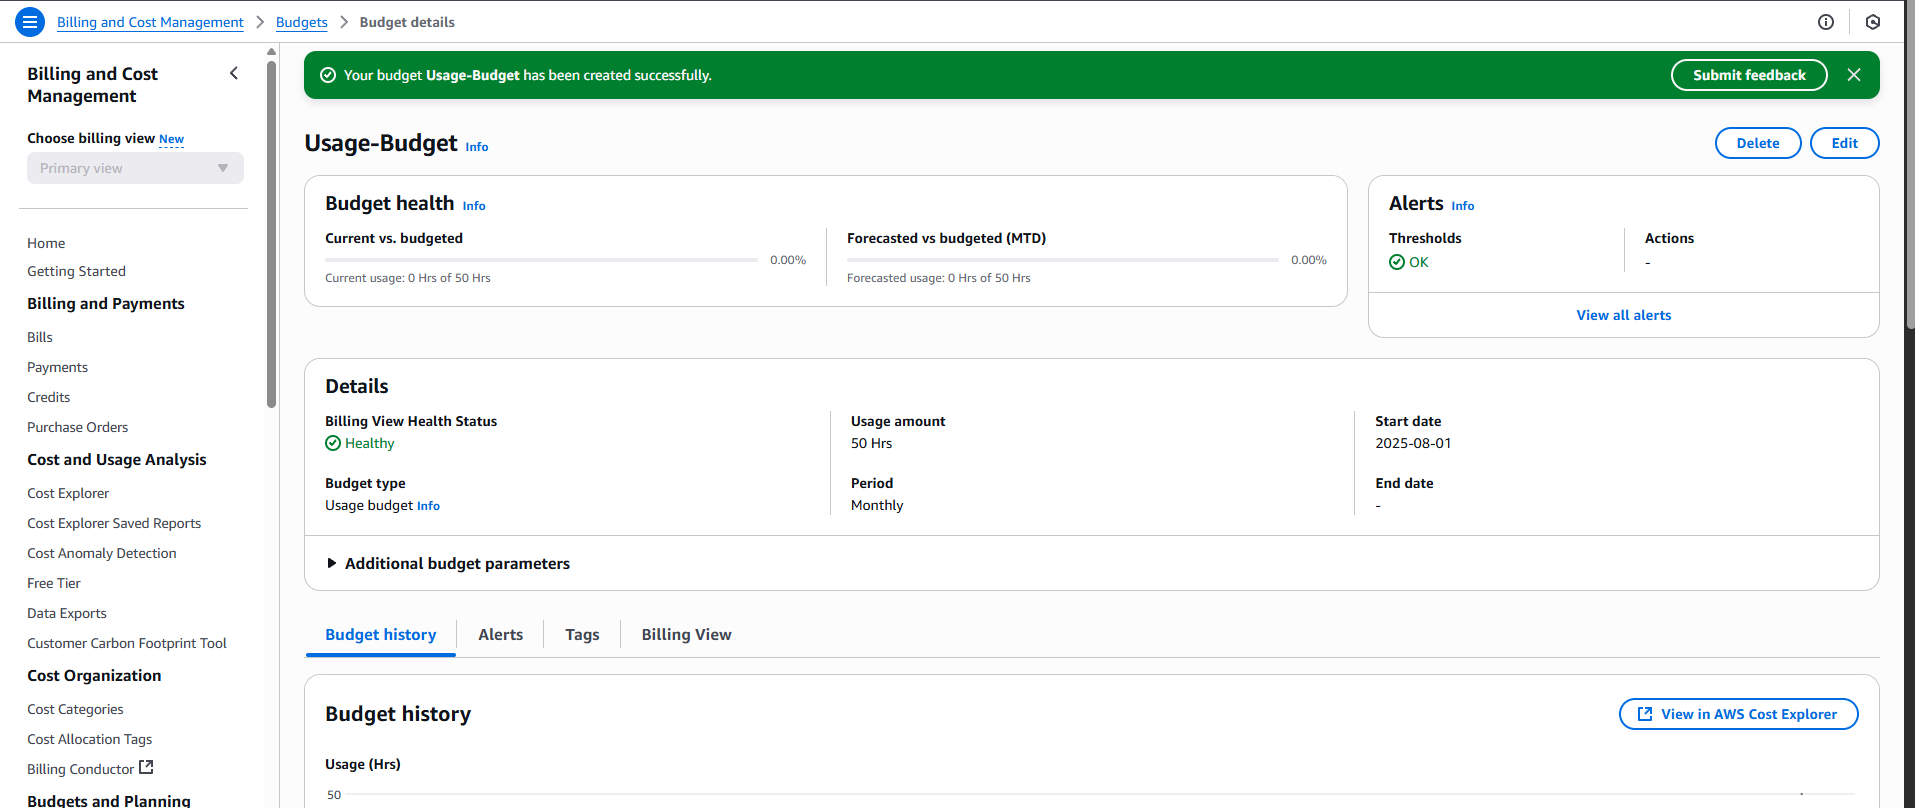 Billing and Cost Management > Budgets > Budget details
Billing and Cost
Management
Choose billing view New
Primary view
Home
Getting Started
Billing and Payments
Bills
Payments
Credits
Purchase Orders
Cost and Usage Analysis
Cost Explorer
Cost Explorer Saved Reports
Cost Anomaly Detection
Free Tier
Data Exports
Customer Carbon Footprint Tool
Cost Organization
Cost Categories
Cost Allocation Tags
Billing Conductor
Budgets and Planning
Your budget Usage-Budget has been created successfully.
Submit feedback
Usage-Budget Info
Delete
Edit
Budget health Info
Current vs. budgeted
0.00%
Current usage: 0 Hrs of 50 Hrs
Forecasted vs budgeted (MTD)
0.00%
Forecasted usage: 0 Hrs of 50 Hrs
Alerts Info
Thresholds
OK
Actions
-
View all alerts
Details
Billing View Health Status
Healthy
Budget type
Usage budget Info
Usage amount
50 Hrs
Period
Monthly
Start date
2025-08-01
End date
-
Additional budget parameters
Budget history
Alerts
Tags
Billing View
Budget history
View in AWS Cost Explorer
Usage (Hrs)
50